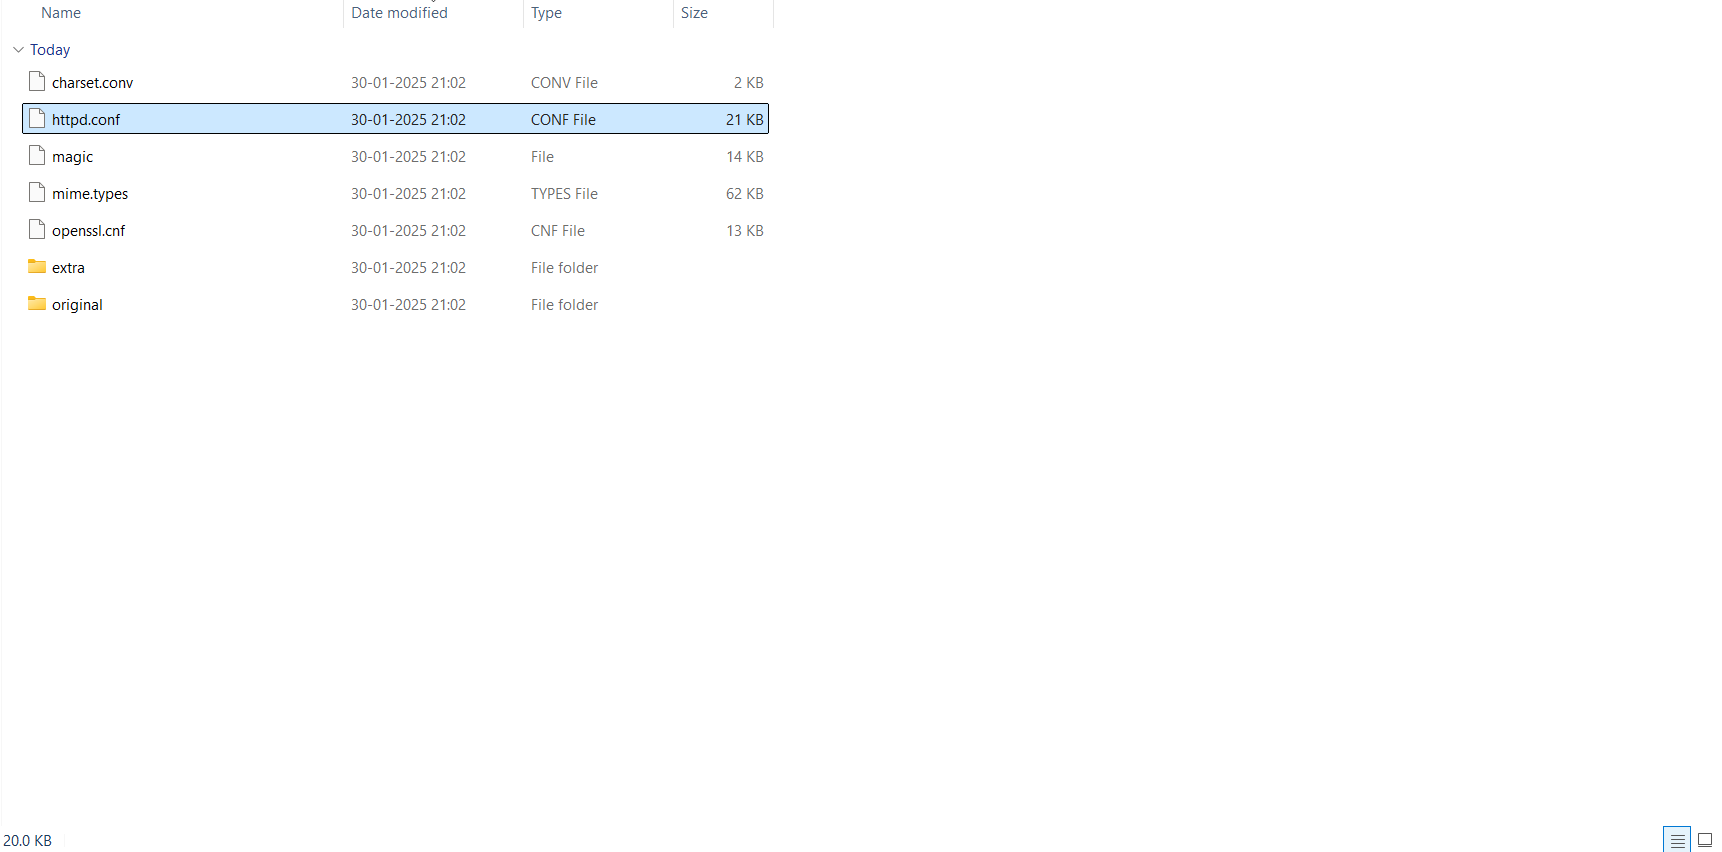 Name Date modified Type Size
Today
charset.conv 30-01-2025 21:02 CONV File 2 KB
httpd.conf 30-01-2025 21:02 CONF File 21 KB
magic 30-01-2025 21:02 File 14 KB
mime.types 30-01-2025 21:02 TYPES File 62 KB
openssl.cnf 30-01-2025 21:02 CNF File 13 KB
extra 30-01-2025 21:02 File folder
original 30-01-2025 21:02 File folder
20.0 KB